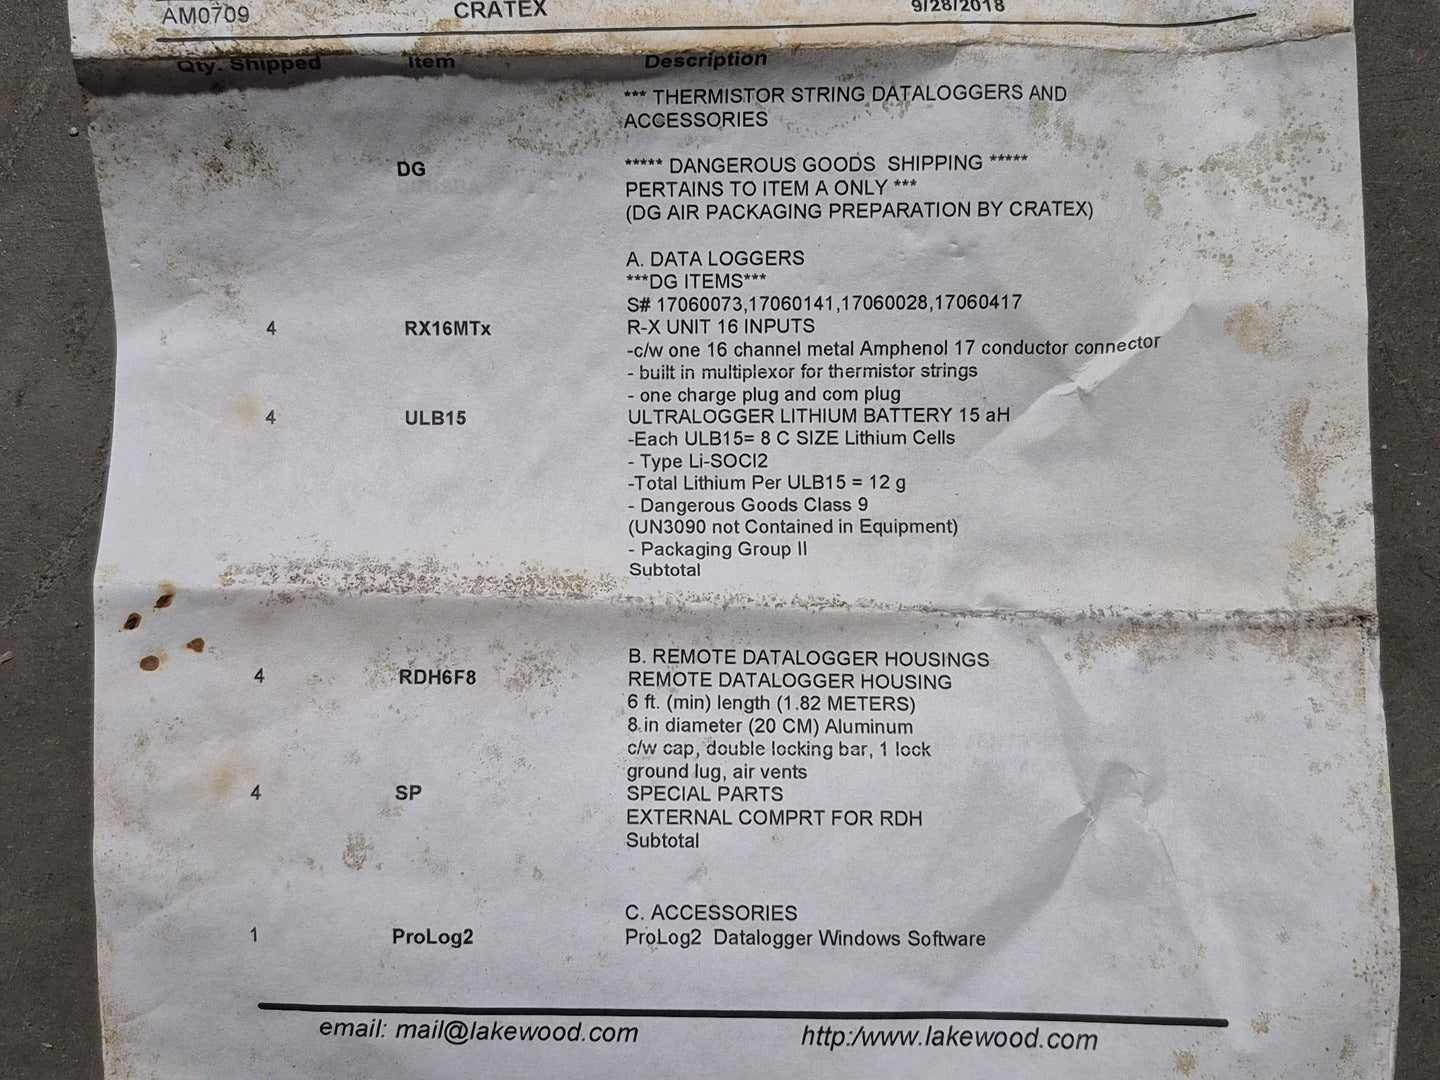 AM0709 CRATEX 9/28/2018
Qty. Shipped Item Description
*** THERMISTOR STRING DATALOGGERS AND
ACCESSORIES
DG ***** DANGEROUS GOODS SHIPPING *****
PERTAINS TO ITEM A ONLY ***
(DG AIR PACKAGING PREPARATION BY CRATEX)
A. DATA LOGGERS
***DG ITEMS***
S# 17060073,17060141,17060028,17060417
4 RX16MTx R-X UNIT 16 INPUTS
-c/w one 16 channel metal Amphenol 17 conductor connector
- built in multiplexor for thermistor strings
- one charge plug and com plug
4 ULB15 ULTRALOGGER LITHIUM BATTERY 15 aH
-Each ULB15= 8 C SIZE Lithium Cells
- Type Li-SOCl2
-Total Lithium Per ULB15 = 12 g
- Dangerous Goods Class 9
(UN3090 not Contained in Equipment)
- Packaging Group II
Subtotal
B. REMOTE DATALOGGER HOUSINGS
4 RDH6F8 REMOTE DATALOGGER HOUSING
6 ft. (min) length (1.82 METERS)
8 in diameter (20 CM) Aluminum
c/w cap, double locking bar, 1 lock
ground lug, air vents
4 SP SPECIAL PARTS
EXTERNAL COMPRT FOR RDH
Subtotal
C. ACCESSORIES
1 ProLog2 ProLog2 Datalogger Windows Software
email: mail@lakewood.com http:/www.lakewood.com